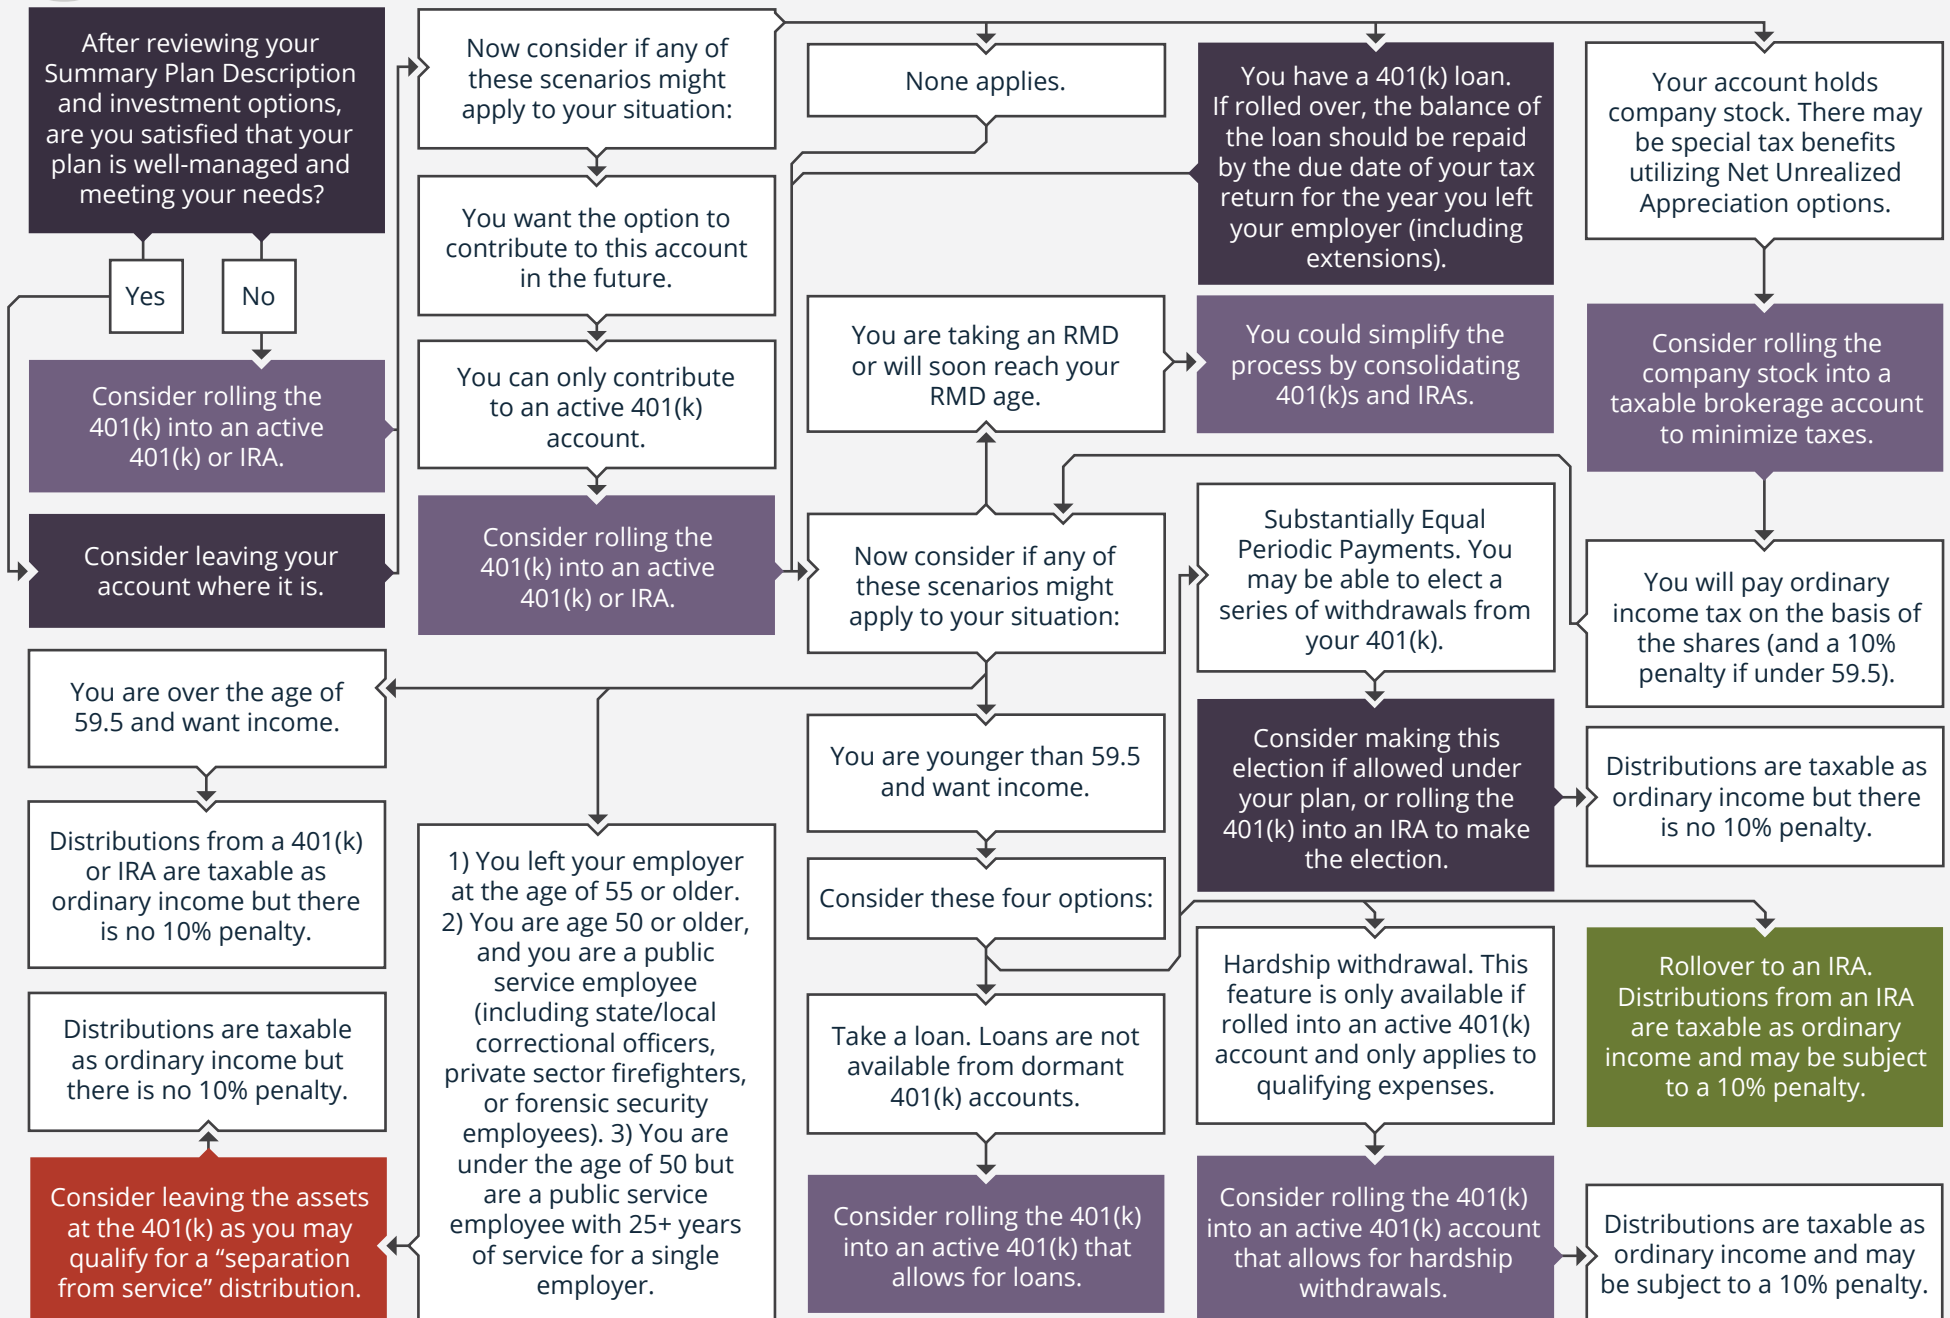 After reviewing your
Summary Plan Description
and investment options,
are you satisfied that your
plan is well-managed and
meeting your needs?
Yes
No
Consider rolling the
401(k) into an active
401(k) or IRA.
Consider leaving your
account where it is.
Now consider if any of
these scenarios might
apply to your situation:
You want the option to
contribute to this account
in the future.
You can only contribute
to an active 401(k)
account.
Consider rolling the
401(k) into an active
401(k) or IRA.
None applies.
You have a 401(k) loan.
If rolled over, the balance of
the loan should be repaid
by the due date of your tax
return for the year you left
your employer (including
extensions).
Your account holds
company stock. There may
be special tax benefits
utilizing Net Unrealized
Appreciation options.
Consider rolling the
company stock into a
taxable brokerage account
to minimize taxes.
You will pay ordinary
income tax on the basis of
the shares (and a 10%
penalty if under 59.5).
Now consider if any of
these scenarios might
apply to your situation:
You are taking an RMD
or will soon reach your
RMD age.
You could simplify the
process by consolidating
401(k)s and IRAs.
You are over the age of
59.5 and want income.
Distributions from a 401(k)
or IRA are taxable as
ordinary income but there
is no 10% penalty.
1) You left your employer
at the age of 55 or older.
2) You are age 50 or older,
and you are a public
service employee
(including state/local
correctional officers,
private sector firefighters,
or forensic security
employees). 3) You are
under the age of 50 but
are a public service
employee with 25+ years
of service for a single
employer.
Consider leaving the assets
at the 401(k) as you may
qualify for a “separation
from service” distribution.
Distributions are taxable
as ordinary income but
there is no 10% penalty.
You are younger than 59.5
and want income.
Consider these four options:
Take a loan. Loans are not
available from dormant
401(k) accounts.
Consider rolling the 401(k)
into an active 401(k) that
allows for loans.
Substantially Equal
Periodic Payments. You
may be able to elect a
series of withdrawals from
your 401(k).
Consider making this
election if allowed under
your plan, or rolling the
401(k) into an IRA to make
the election.
Distributions are taxable as
ordinary income but there
is no 10% penalty.
Hardship withdrawal. This
feature is only available if
rolled into an active 401(k)
account and only applies to
qualifying expenses.
Consider rolling the 401(k)
into an active 401(k) account
that allows for hardship
withdrawals.
Distributions are taxable as
ordinary income and may
be subject to a 10% penalty.
Rollover to an IRA.
Distributions from an IRA
are taxable as ordinary
income and may be subject
to a 10% penalty.